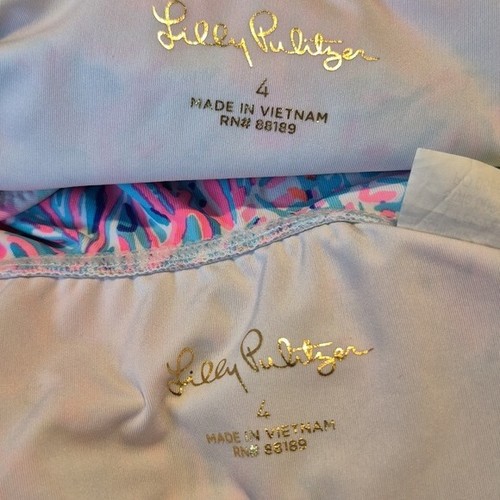 Lilly Pulitzer
4
MADE IN VIETNAM
RN# 88189
Lilly Pulitzer
4
MADE IN VIETNAM
RN# 88189